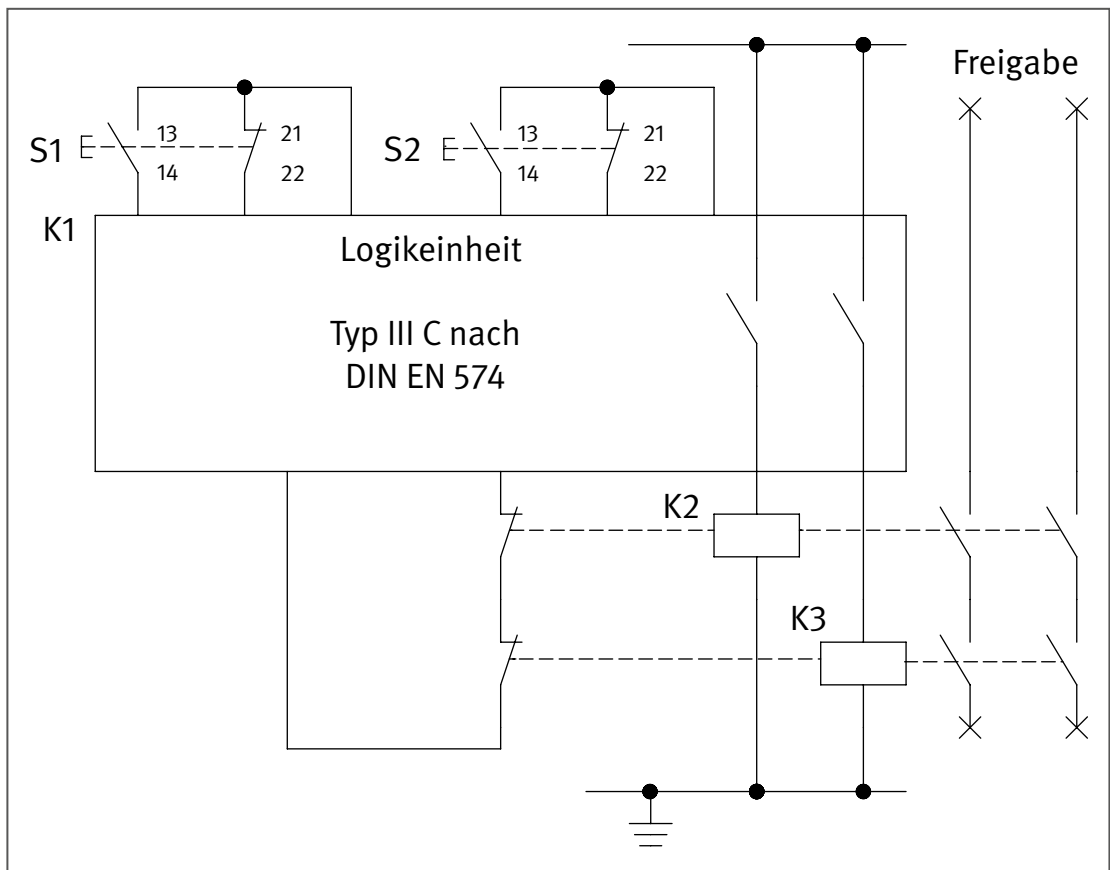 Freigabe
S1
13
14
21
22
S2
13
14
21
22
K1
Logikeinheit
Typ III C nach
DIN EN 574
K2
K3